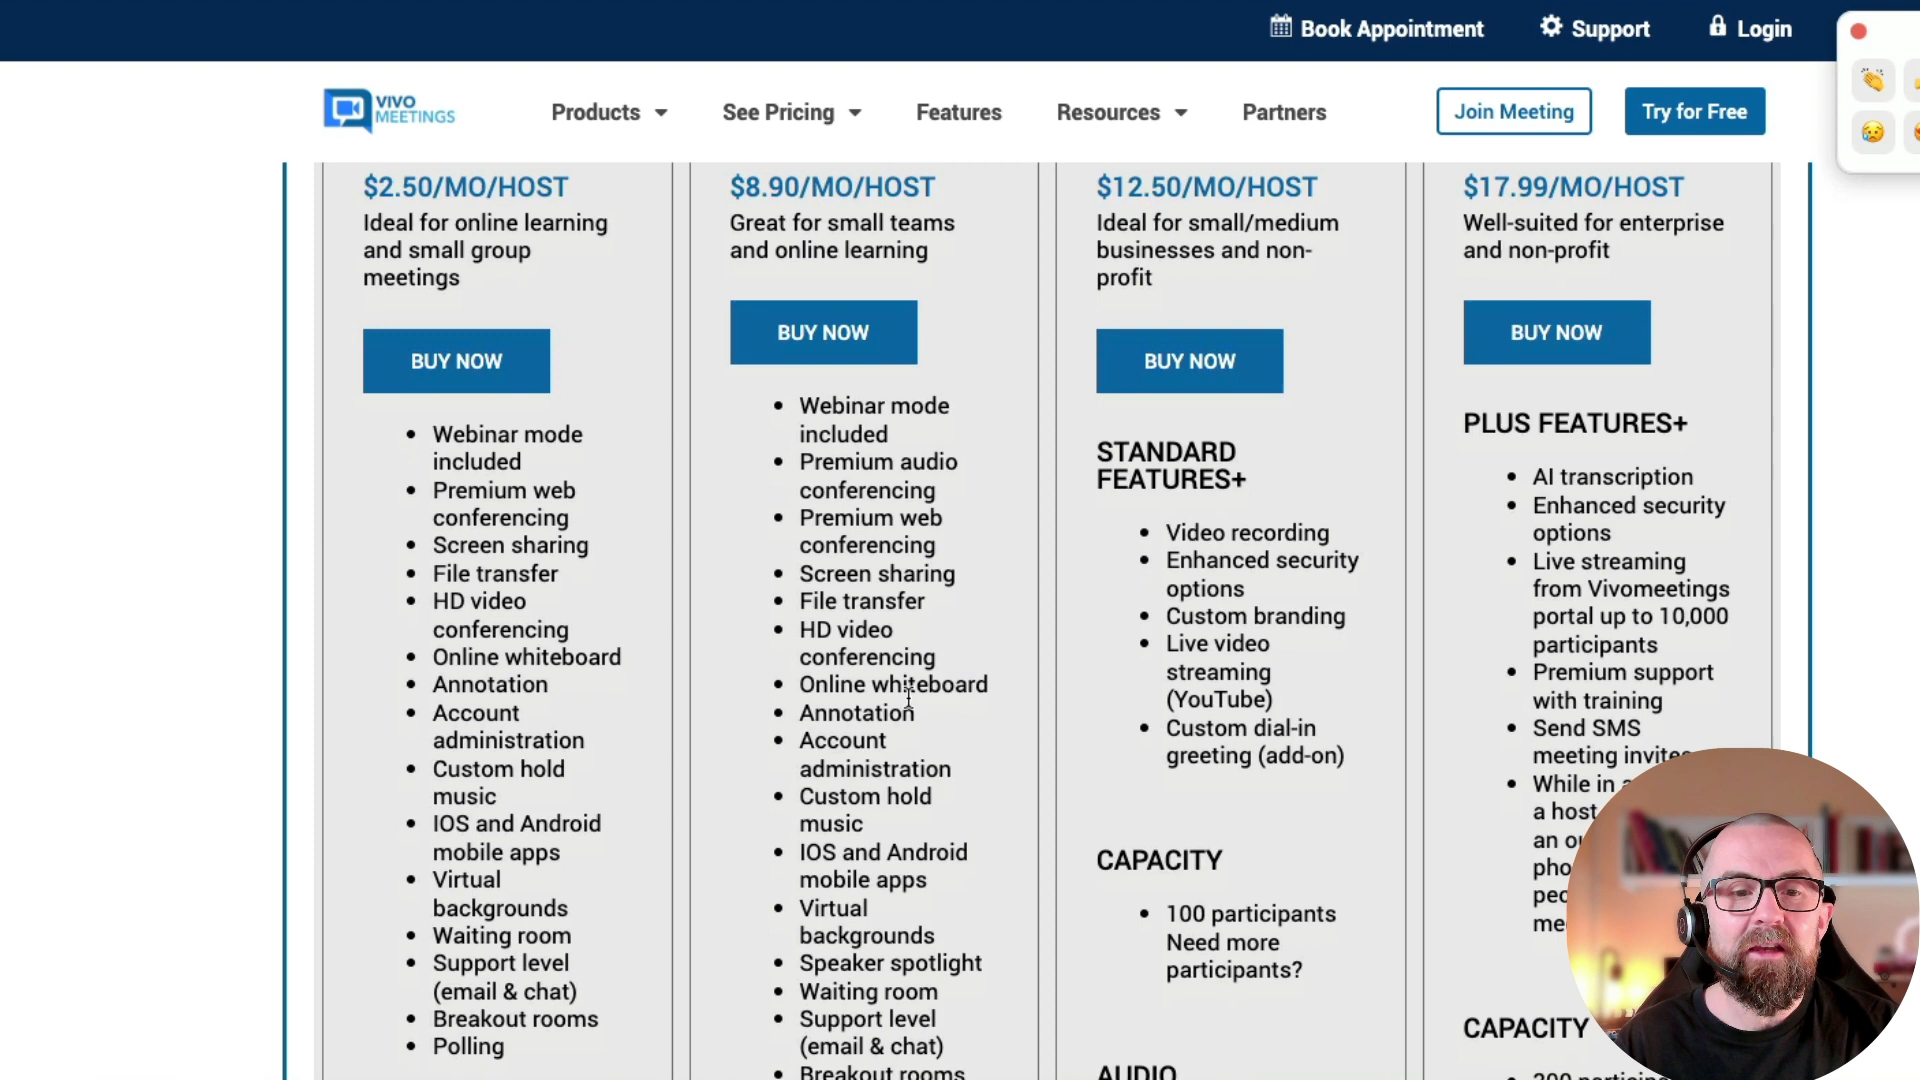 Book Appointment
Support
Login
VIVO
MEETINGS
Products
See Pricing
Features
Resources
Partners
Join Meeting
Try for Free
$2.50/MO/HOST
Ideal for online learning
and small group
meetings
BUY NOW
• Webinar mode
included
• Premium web
conferencing
• Screen sharing
• File transfer
• HD video
conferencing
• Online whiteboard
• Annotation
• Account
administration
• Custom hold
music
• IOS and Android
mobile apps
• Virtual
backgrounds
• Waiting room
• Support level
(email & chat)
• Breakout rooms
• Polling
$8.90/MO/HOST
Great for small teams
and online learning
BUY NOW
• Webinar mode
included
• Premium audio
conferencing
• Premium web
conferencing
• Screen sharing
• File transfer
• HD video
conferencing
• Online whiteboard
• Annotation
• Account
administration
• Custom hold
music
• IOS and Android
mobile apps
• Virtual
backgrounds
• Speaker spotlight
• Waiting room
• Support level
(email & chat)
• Breakout rooms
$12.50/MO/HOST
Ideal for small/medium
businesses and non-
profit
BUY NOW
STANDARD
FEATURES+
• Video recording
• Enhanced security
options
• Custom branding
• Live video
streaming
(YouTube)
• Custom dial-in
greeting (add-on)
CAPACITY
• 100 participants
Need more
participants?
AUDIO
$17.99/MO/HOST
Well-suited for enterprise
and non-profit
BUY NOW
PLUS FEATURES+
• AI transcription
• Enhanced security
options
• Live streaming
from Vivomeetings
portal up to 10,000
participants
• Premium support
with training
• Send SMS
meeting invites
• While in a
a host
CAPACITY